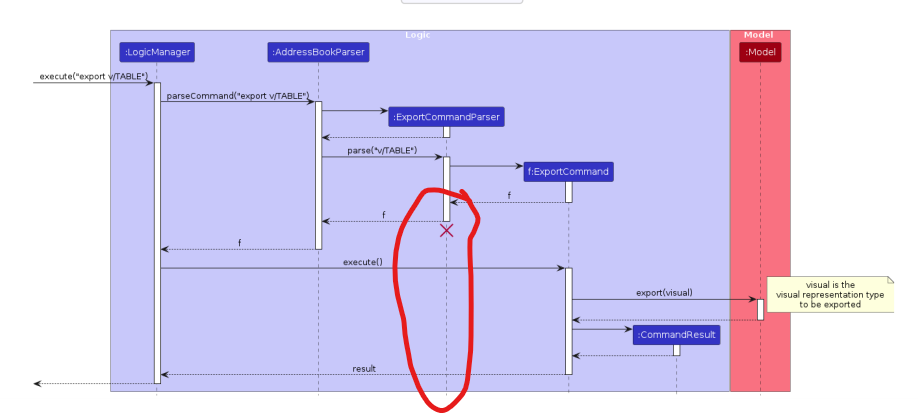 Logic
Model
:LogicManager
:AddressBookParser
:Model
execute("export v/TABLE")
parseCommand("export v/TABLE")
:ExportCommandParser
parse("v/TABLE")
f:ExportCommand
f
f
f
execute()
visual is the
visual representation type
to be exported
export(visual)
:CommandResult
result